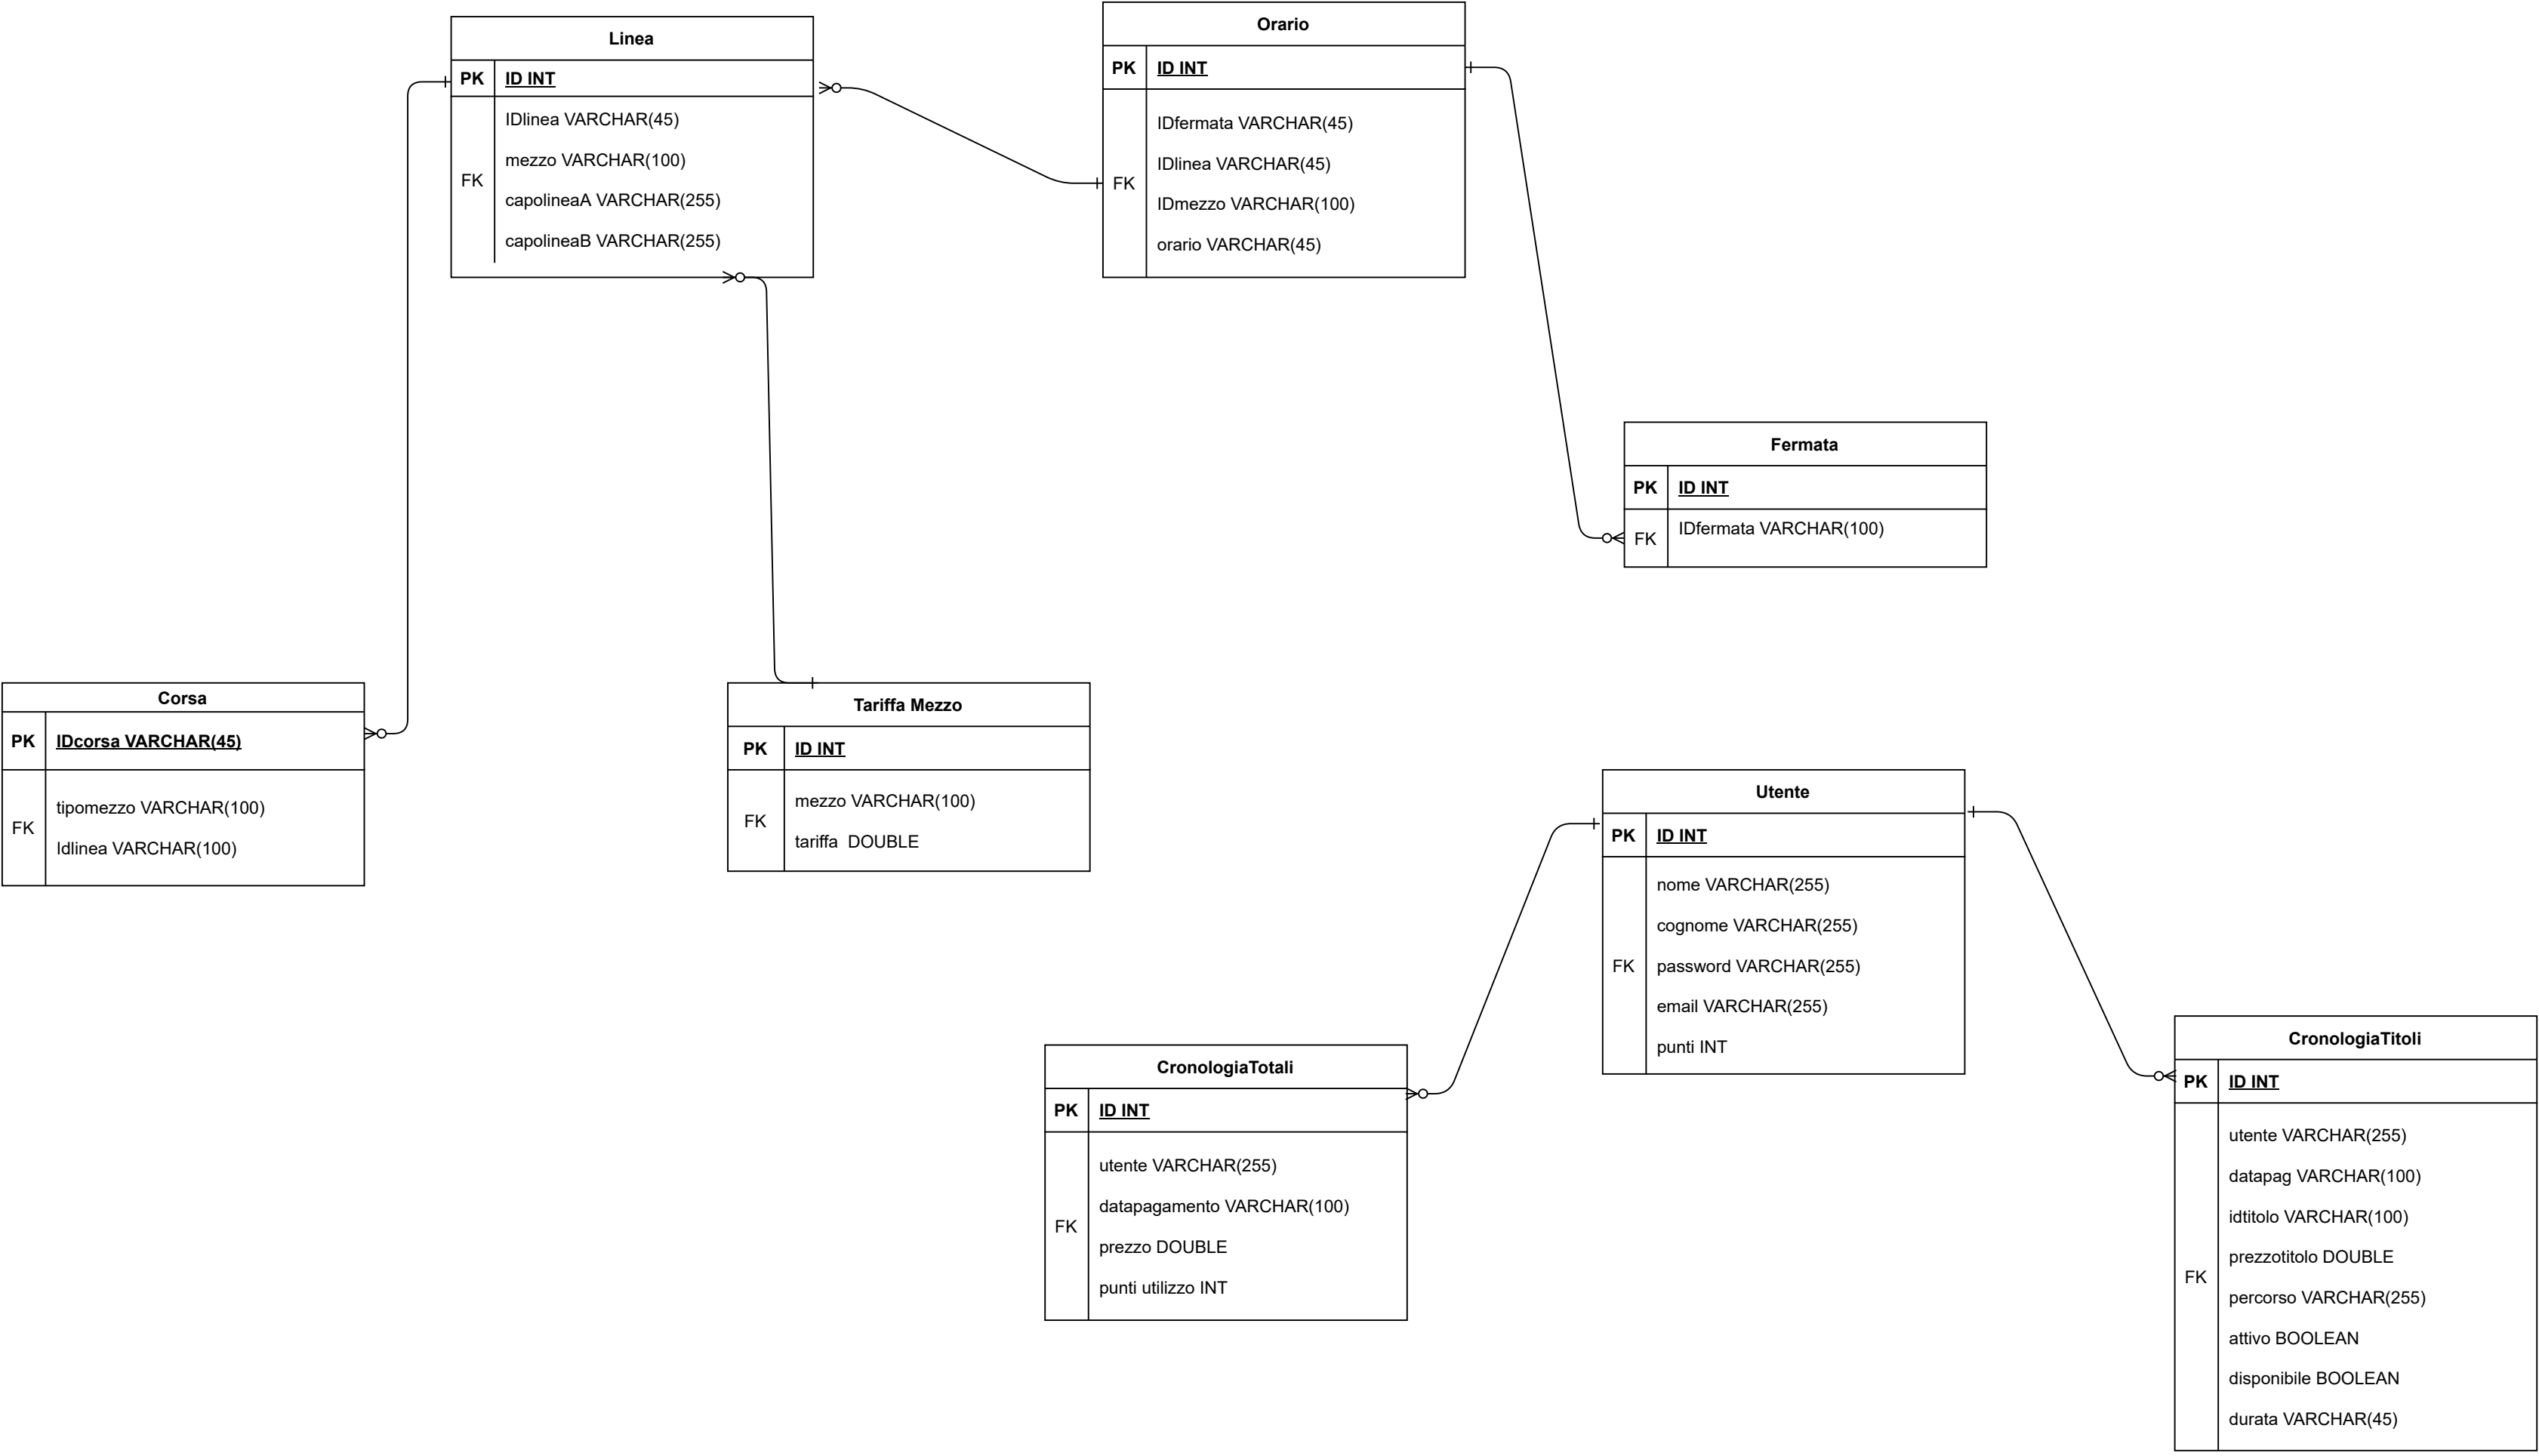 Linea
PK ID INT
FK
IDlinea VARCHAR(45)
mezzo VARCHAR(100)
capolineaA VARCHAR(255)
capolineaB VARCHAR(255)
Orario
PK ID INT
FK
IDfermata VARCHAR(45)
IDlinea VARCHAR(45)
IDmezzo VARCHAR(100)
orario VARCHAR(45)
Fermata
PK ID INT
FK
IDfermata VARCHAR(100)
Corsa
PK IDcorsa VARCHAR(45)
FK
tipomezzo VARCHAR(100)
Idlinea VARCHAR(100)
Tariffa Mezzo
PK ID INT
FK
mezzo VARCHAR(100)
tariffa  DOUBLE
Utente
PK ID INT
FK
nome VARCHAR(255)
cognome VARCHAR(255)
password VARCHAR(255)
email VARCHAR(255)
punti INT
CronologiaTotali
PK ID INT
FK
utente VARCHAR(255)
datapagamento VARCHAR(100)
prezzo DOUBLE
punti utilizzo INT
CronologiaTitoli
PK ID INT
FK
utente VARCHAR(255)
datapag VARCHAR(100)
idtitolo VARCHAR(100)
prezzotitolo DOUBLE
percorso VARCHAR(255)
attivo BOOLEAN
disponibile BOOLEAN
durata VARCHAR(45)